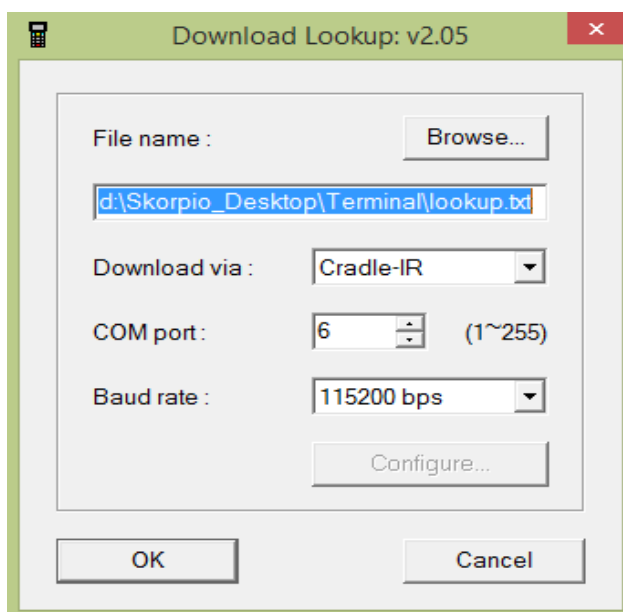 Download Lookup: v2.05
File name :
Browse...
d:\Skorpio_Desktop\Terminal\lookup.txt
Download via :
Cradle-IR
COM port :
6
(1~255)
Baud rate :
115200 bps
Configure...
OK
Cancel